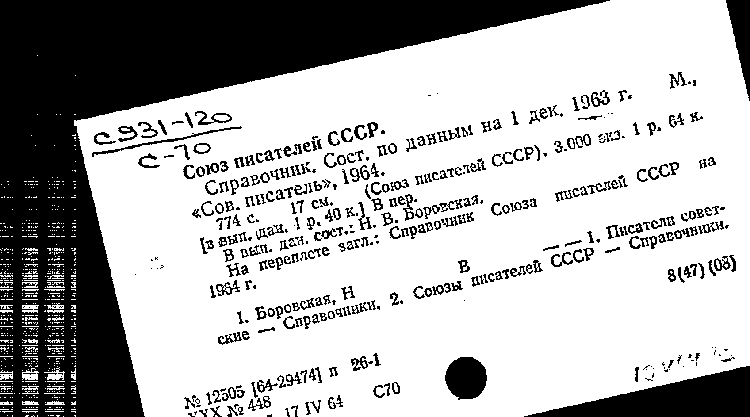 С931-120
С-70
Союз писателей СССР.
Справочник. Сост. по данным на 1 дек. 1963 г. М.,
«Сов. писатель», 1964.
774 с. 17 см. (Союз писателей СССР). 3.000 экз. 1 р. 64 к.
[в вып. дан. 1 р. 40 к.] В пер.
В вып. дан. сост.: Н. В. Боровская.
На переплете загл.: Справочник Союза писателей СССР на
1964 г.
1. Боровская, Н В — — 1. Писатели совет-
ские — Справочники. 2. Союзы писателей СССР — Справочники.
8(47)(03)
№ 12505 [64-29474] п 26-1
XXX № 448
17 IV 64 С70